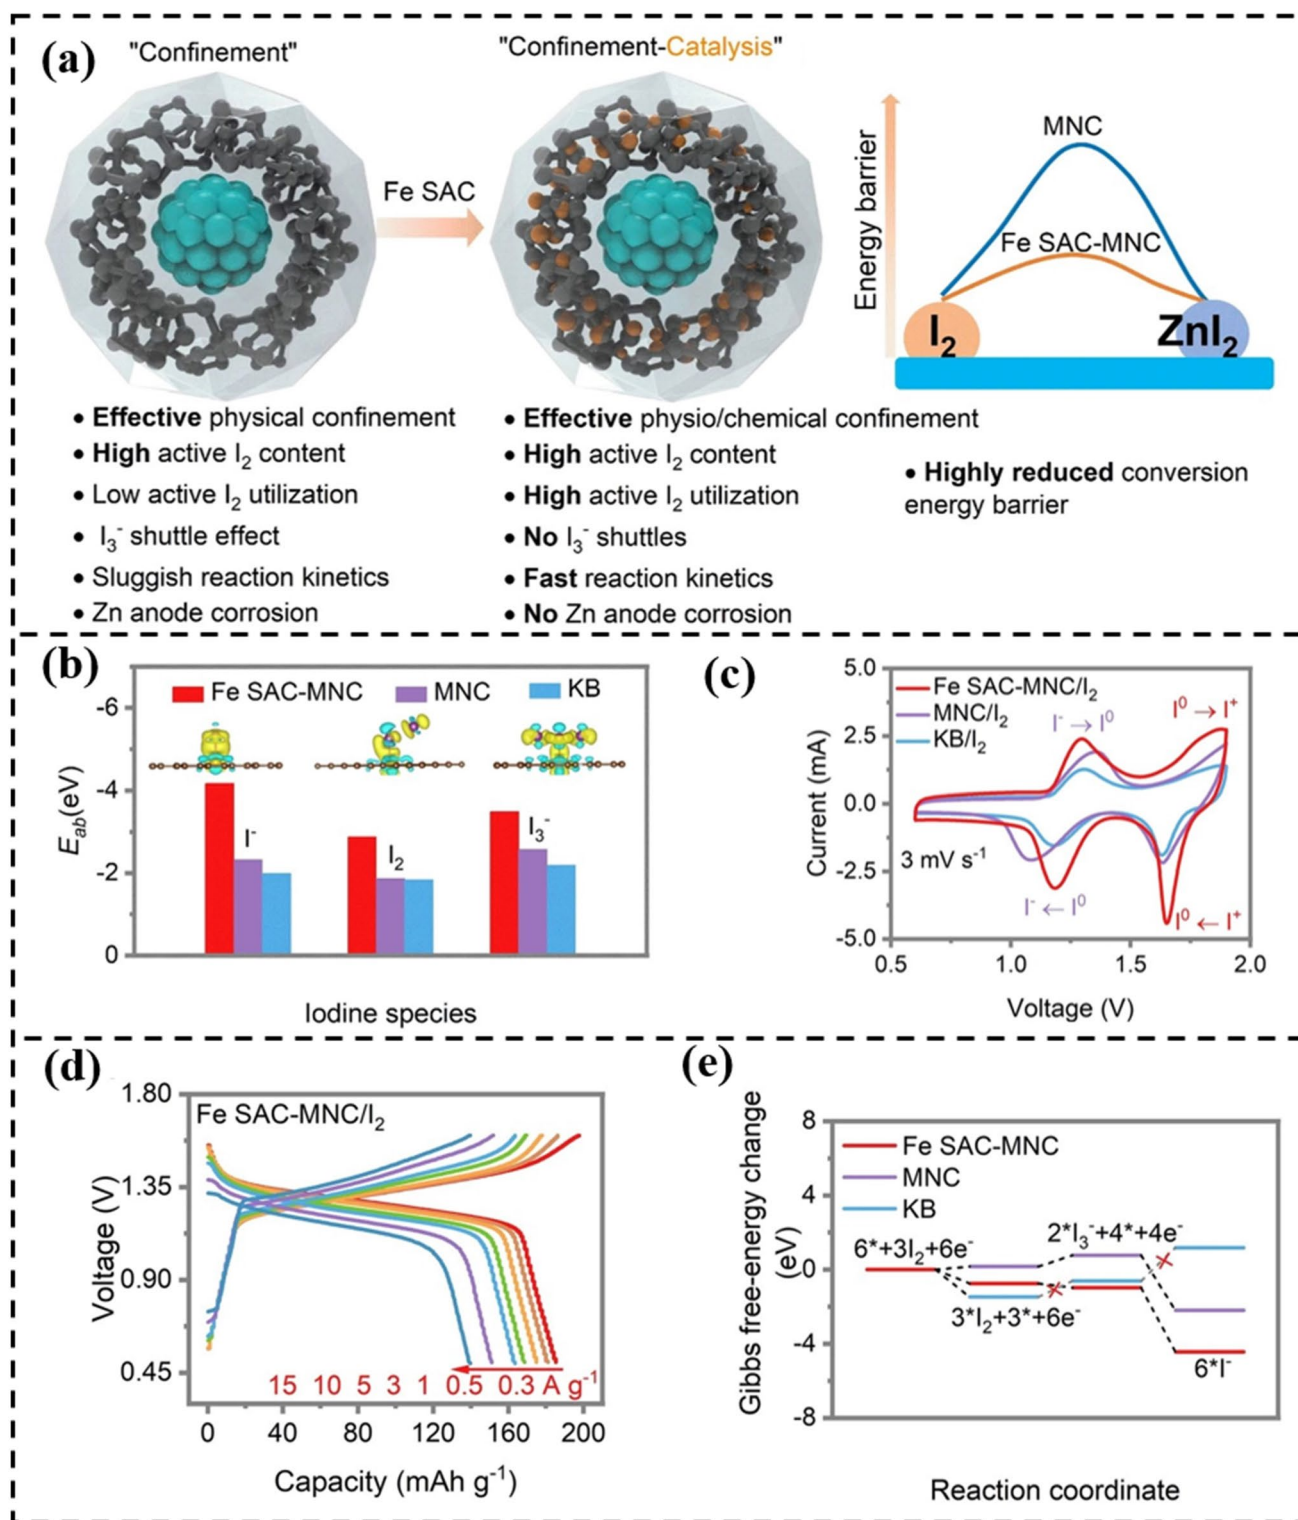 (a)
"Confinement"
"Confinement-Catalysis"
Fe SAC
Energy barrier
MNC
Fe SAC-MNC
I₂
ZnI₂
• Effective physical confinement
• High active I₂ content
• Low active I₂ utilization
• I₃⁻ shuttle effect
• Sluggish reaction kinetics
• Zn anode corrosion
• Effective physio/chemical confinement
• High active I₂ content
• High active I₂ utilization
• No I₃⁻ shuttles
• Fast reaction kinetics
• No Zn anode corrosion
• Highly reduced conversion
energy barrier
(b)
Fe SAC-MNC
MNC
KB
-6
-4
-2
0
E_ab(eV)
I⁻
I₂
I₃⁻
Iodine species
(c)
5.0
2.5
0.0
-2.5
-5.0
Current (mA)
Fe SAC-MNC/I₂
MNC/I₂
KB/I₂
I⁻ → I⁰
I⁰ → I⁺
3 mV s⁻¹
I⁻ ← I⁰
I⁰ ← I⁺
0.5 1.0 1.5 2.0
Voltage (V)
(d)
1.80
1.35
0.90
0.45
Voltage (V)
Fe SAC-MNC/I₂
15 10 5 3 1 0.5 0.3 A g⁻¹
0 40 80 120 160 200
Capacity (mAh g⁻¹)
(e)
8
4
0
-4
-8
Gibbs free-energy change
(eV)
Fe SAC-MNC
MNC
KB
6*+3I₂+6e⁻
2*I₃⁻+4*+4e⁻
3*I₂+3*+6e⁻
6*I⁻
Reaction coordinate